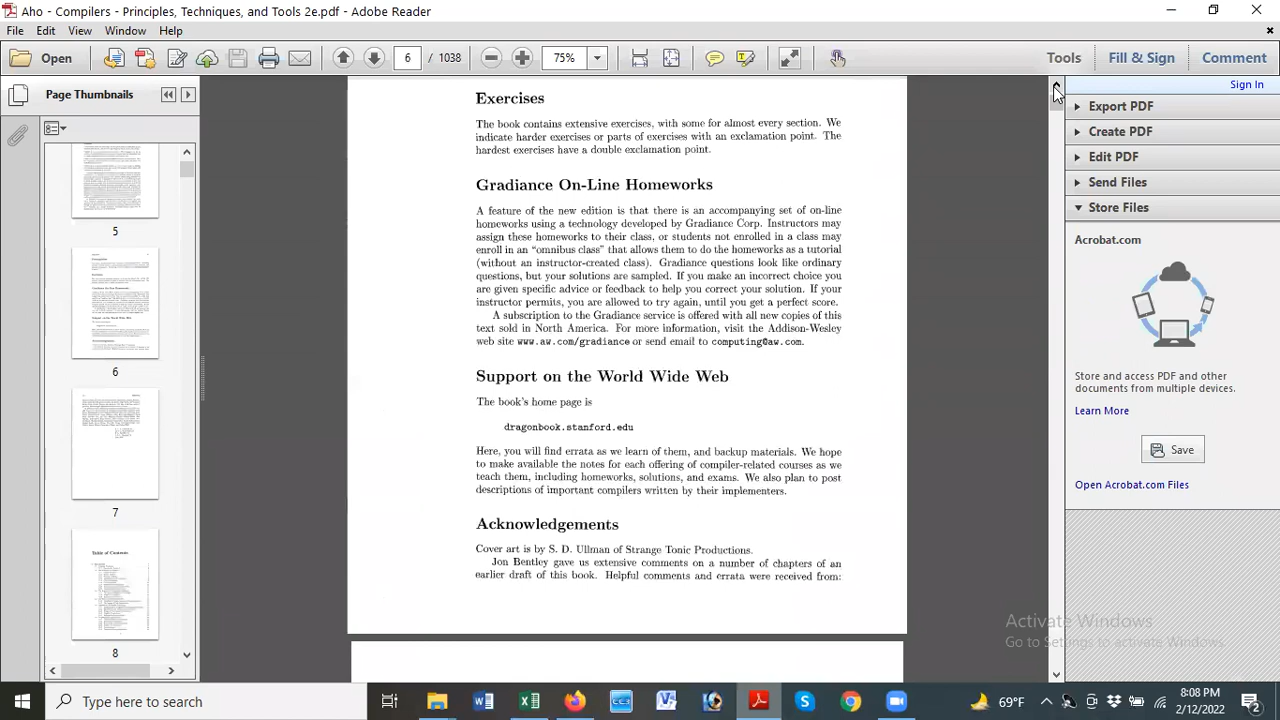 Aho - Compilers - Principles, Techniques, and Tools 2e.pdf - Adobe Reader
File Edit View Window Help
Open 6 / 1038 75% Tools Fill & Sign Comment
Page Thumbnails
Sign In
Export PDF
Create PDF
Edit PDF
Send Files
Store Files
Acrobat.com
Store and access PDF and other
documents from multiple devices.
Learn More
Save
Open Acrobat.com Files
5
6
7
Table of Contents
8
Exercises
The book contains extensive exercises, with some for almost every section. We
indicate harder exercises or parts of exercises with an exclamation point. The
hardest exercises have a double exclamation point.
Gradiance On-Line Homeworks
A feature of the new edition is that there is an accompanying set of on-line
homeworks using a technology developed by Gradiance Corp. Instructors may
assign these homeworks to their class, or students not enrolled in a class may
enroll in an "omnibus class" that allows them to do the homeworks as a tutorial
(without an instructor-created class). Gradiance questions look like ordinary
questions, but your solutions are sampled. If you make an incorrect choice you
are given specific advice or feedback to help you correct your solution. If your
instructor permits, you are allowed to try again, until you get a perfect score.
A subscription to the Gradiance service is offered with all new copies of this
text sold in North America. For more information, visit the Addison-Wesley
web site www.aw.com/gradiance or send email to computing@aw.com.
Support on the World Wide Web
The book's home page is
dragonbook.stanford.edu
Here, you will find errata as we learn of them, and backup materials. We hope
to make available the notes for each offering of compiler-related courses as we
teach them, including homeworks, solutions, and exams. We also plan to post
descriptions of important compilers written by their implementers.
Acknowledgements
Cover art is by S. D. Ullman of Strange Tonic Productions.
Jon Bentley gave us extensive comments on a number of chapters of an
earlier draft of this book. Helpful comments and errata were received from:
Activate Windows
Go to Settings to activate Windows.
Type here to search
69°F
8:08 PM
2/12/2022
2